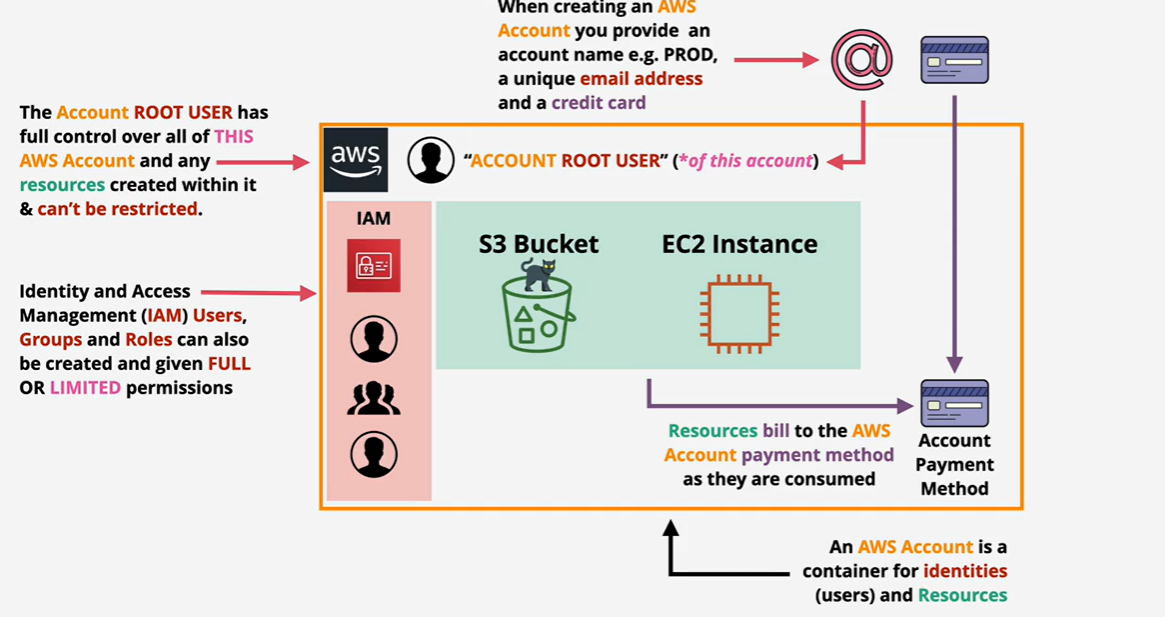 When creating an AWS
Account you provide an
account name e.g. PROD,
a unique email address
and a credit card
The Account ROOT USER has
full control over all of THIS
AWS Account and any
resources created within it
& can't be restricted.
aws
“ACCOUNT ROOT USER” (*of this account)
IAM
S3 Bucket
EC2 Instance
Identity and Access
Management (IAM) Users,
Groups and Roles can also
be created and given FULL
OR LIMITED permissions
Resources bill to the AWS
Account payment method
as they are consumed
Account
Payment
Method
An AWS Account is a
container for identities
(users) and Resources